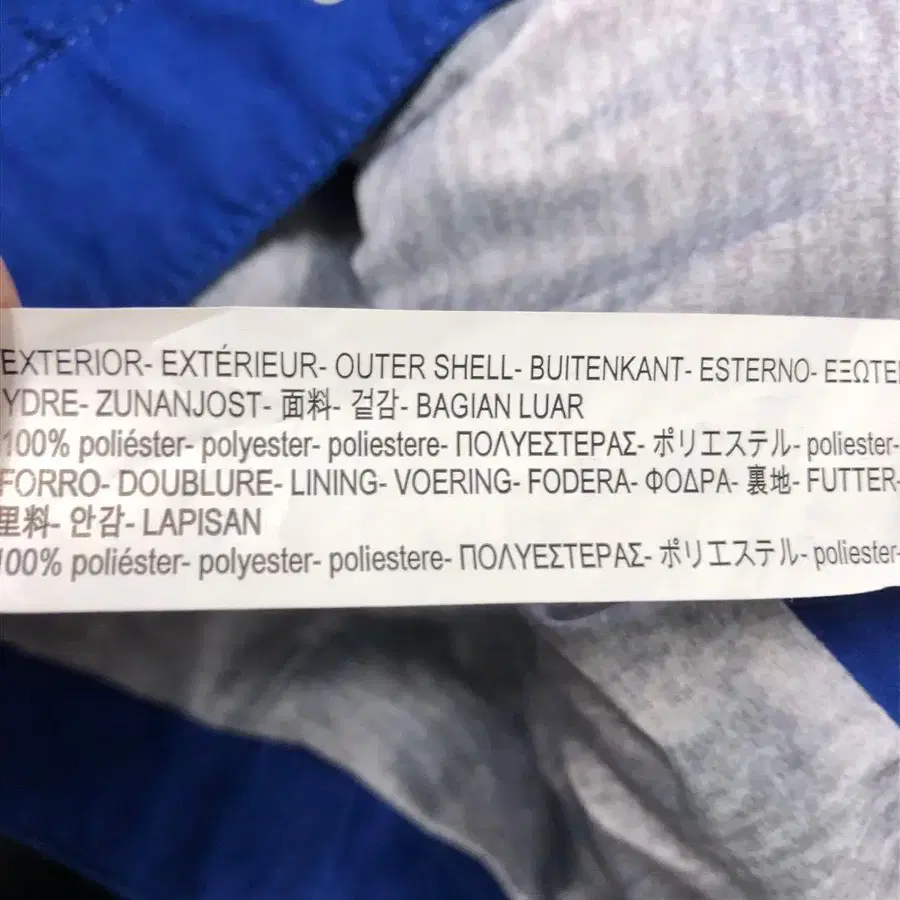 EXTERIOR- EXTÉRIEUR- OUTER SHELL- BUITENKANT- ESTERNO- ΕΞΩΤΕ
YDRE- ZUNANJOST- 面料- 겉감- BAGIAN LUAR
100% poliéster- polyester- poliestere- ΠΟΛΥΕΣΤΕΡΑΣ- ポリエステル- poliester-
FORRO- DOUBLURE- LINING- VOERING- FODERA- ΦΟΔΡΑ- 裏地- FUTTER-
里料- 안감- LAPISAN
100% poliéster- polyester- poliestere- ΠΟΛΥΕΣΤΕΡΑΣ- ポリエステル- poliester-